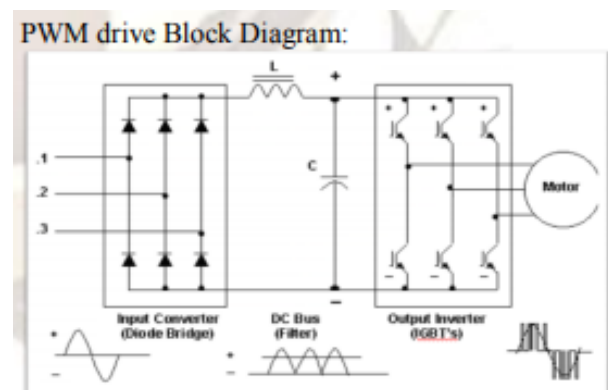 PWM drive Block Diagram:
L
+
.1
.2
.3
C
+ + +
Motor
- - -
-
Input Converter
(Diode Bridge)
DC Bus
(Filter)
Output Inverter
(IGBT's)
+
-
+
-